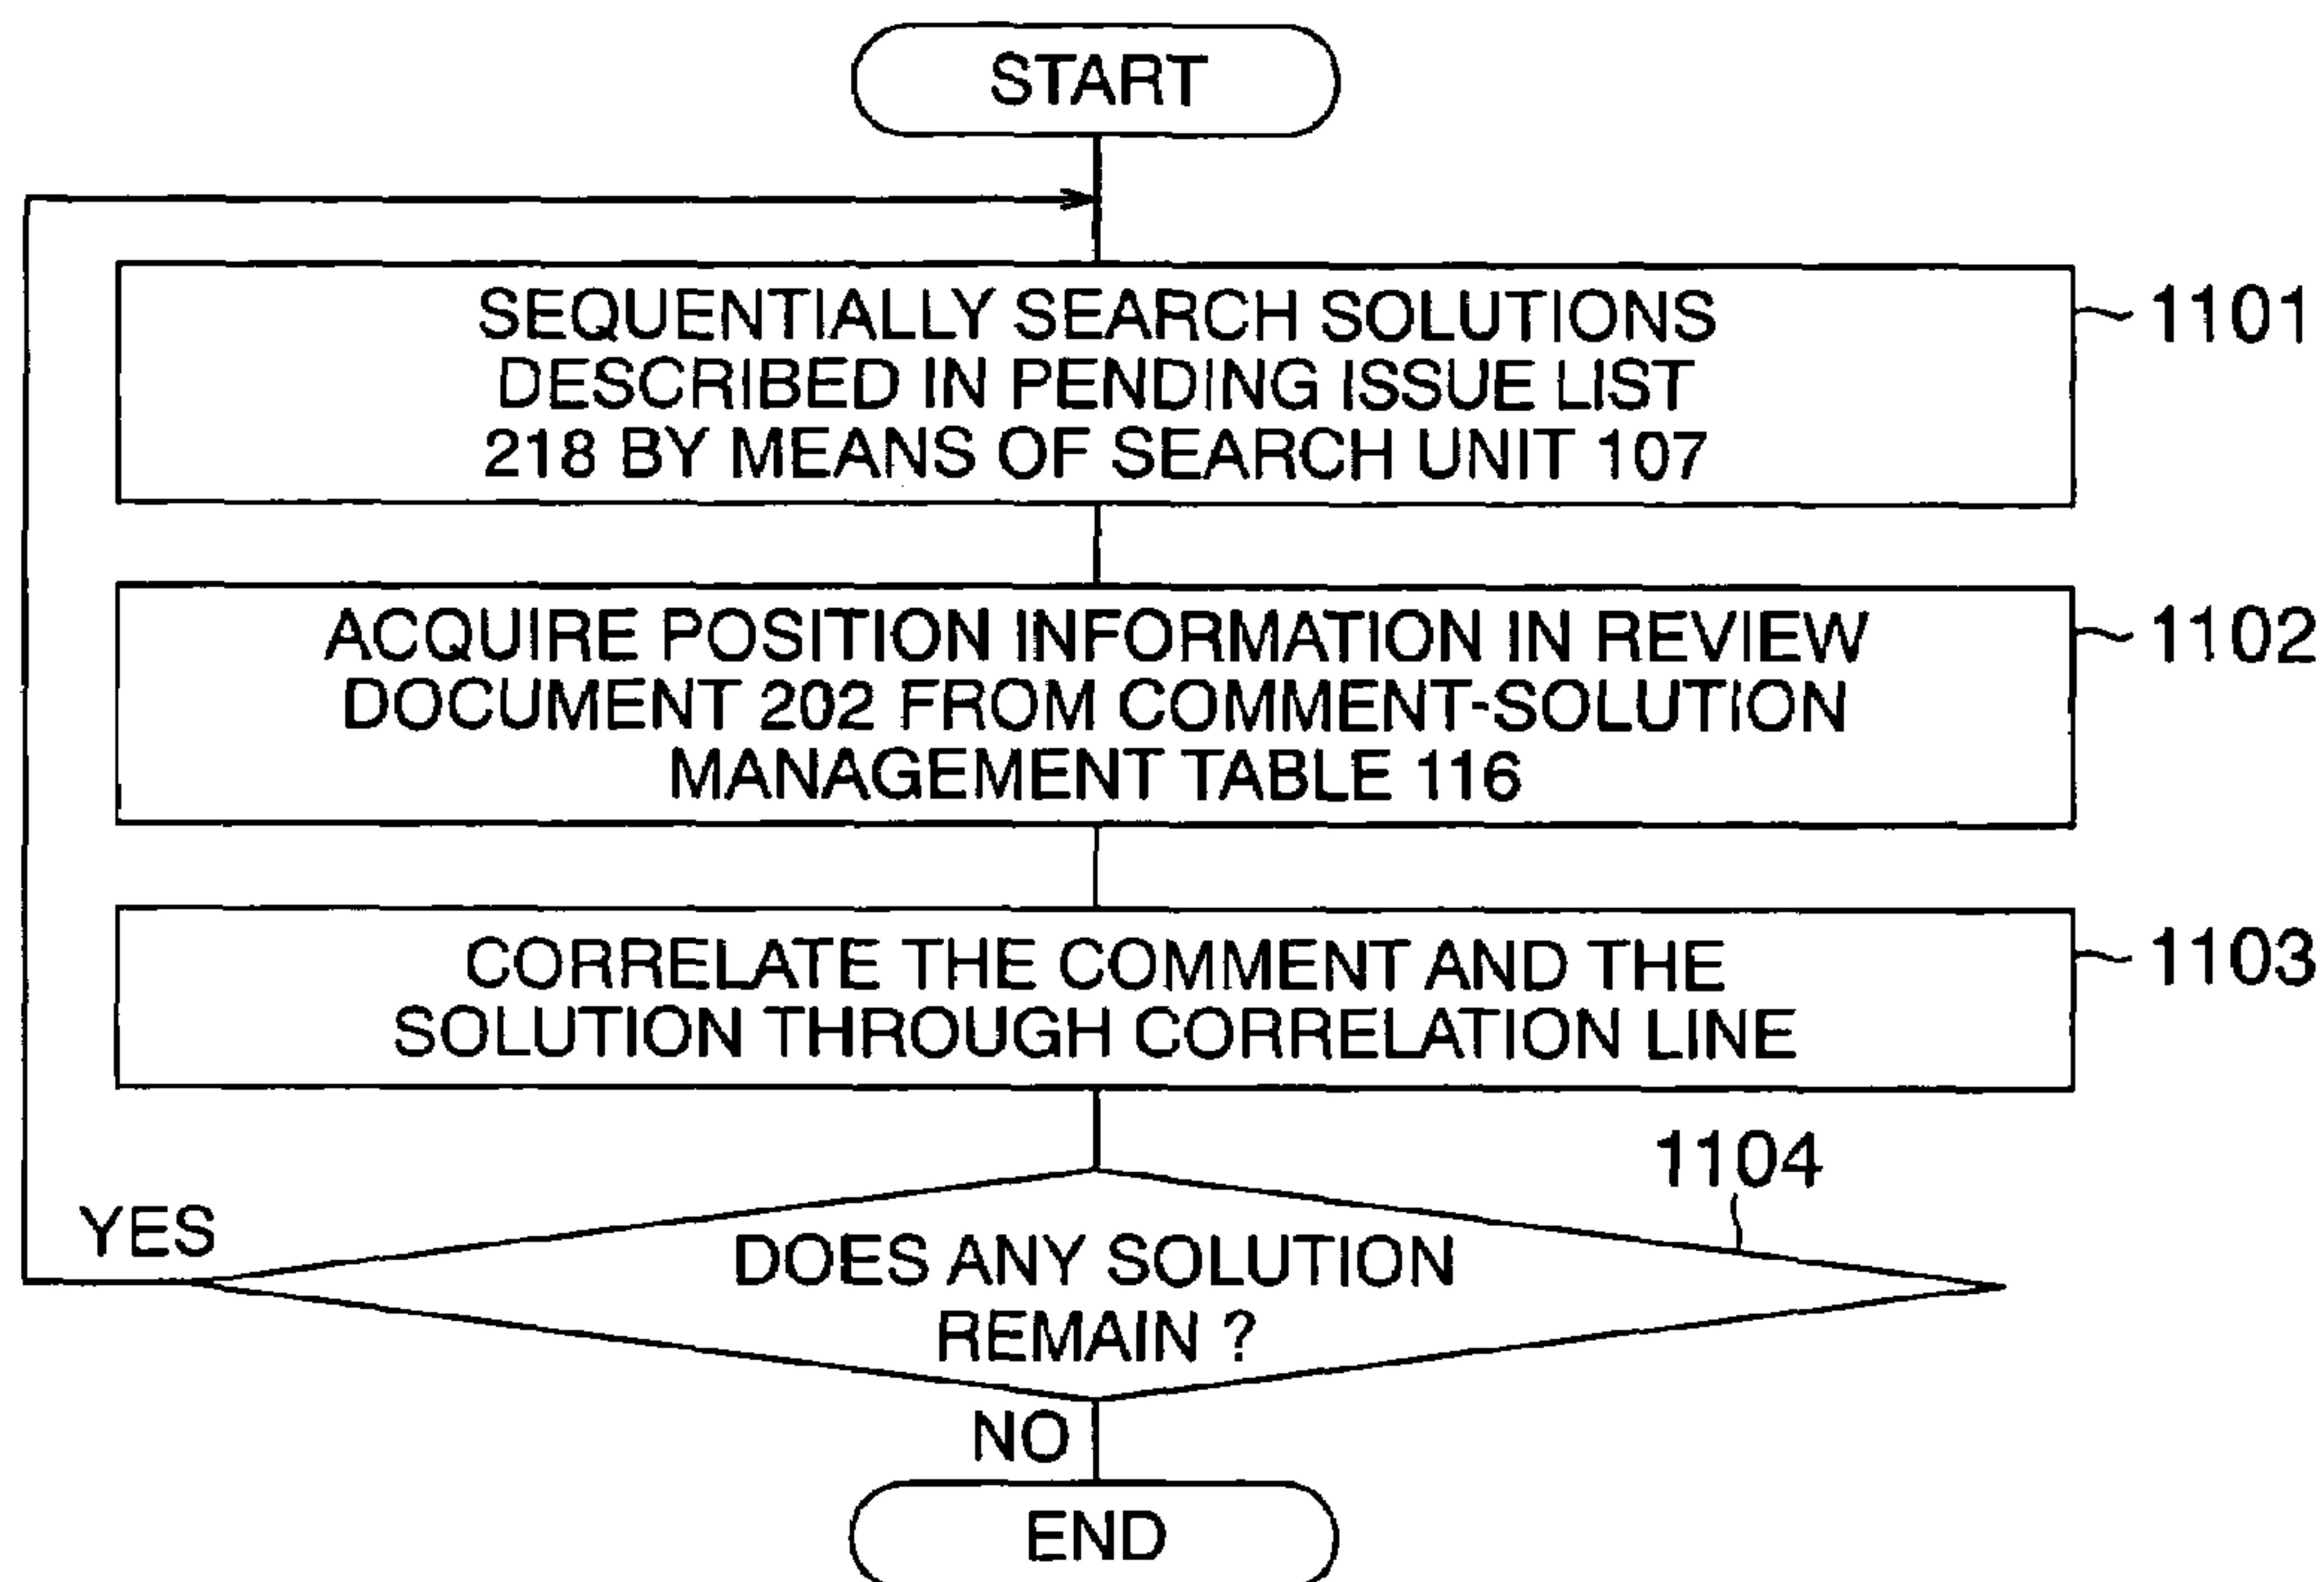 START
SEQUENTIALLY SEARCH SOLUTIONS
DESCRIBED IN PENDING ISSUE LIST
218 BY MEANS OF SEARCH UNIT 107
1101
ACQUIRE POSITION INFORMATION IN REVIEW
DOCUMENT 202 FROM COMMENT-SOLUTION
MANAGEMENT TABLE 116
1102
CORRELATE THE COMMENT AND THE
SOLUTION THROUGH CORRELATION LINE
1103
1104
YES
DOES ANY SOLUTION
REMAIN ?
NO
END